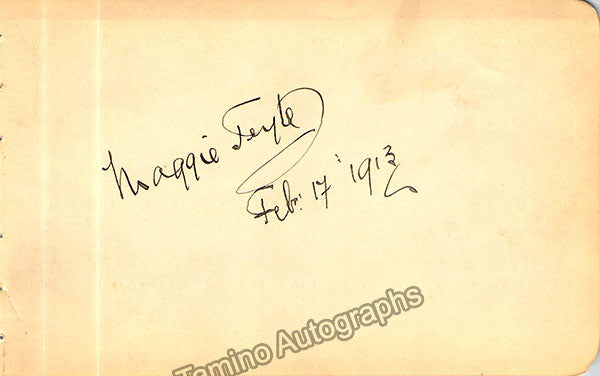 Maggie Teyte
Feb: 17' 1913
Tamino Autographs